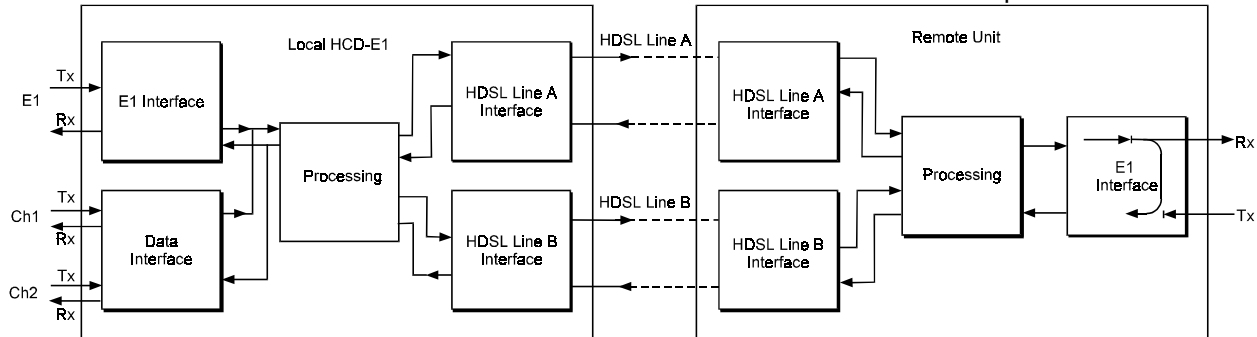 Local HCD-E1
Remote Unit
E1
Tx
Rx
E1 Interface
Ch1
Tx
Rx
Ch2
Tx
Rx
Data
Interface
Processing
HDSL Line A
Interface
HDSL Line B
Interface
HDSL Line A
HDSL Line B
HDSL Line A
Interface
HDSL Line B
Interface
Processing
E1
Interface
Rx
Tx